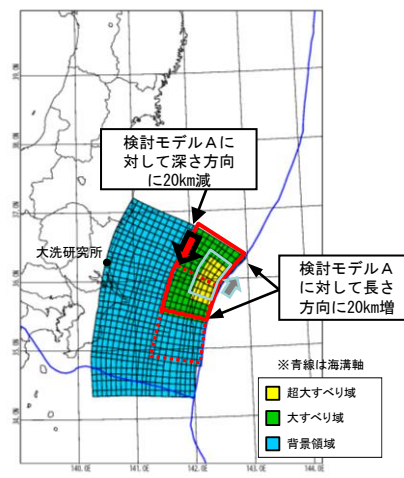 検討モデルAに
対して深さ方向
に20km減
大洗研究所
検討モデルA
に対して長さ
方向に20km増
※青線は海溝軸
超大すべり域
大すべり域
背景領域
140.0E
141.0E
142.0E
143.0E
144.0E